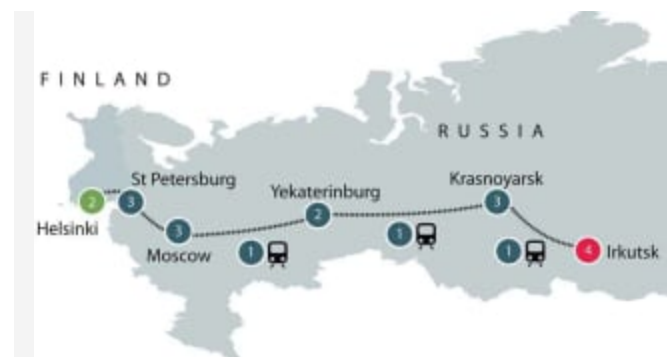 FINLAND
RUSSIA
St Petersburg
Krasnoyarsk
Yekaterinburg
2
3
3
2
3
Helsinki
Moscow
1
1
1
4
Irkutsk